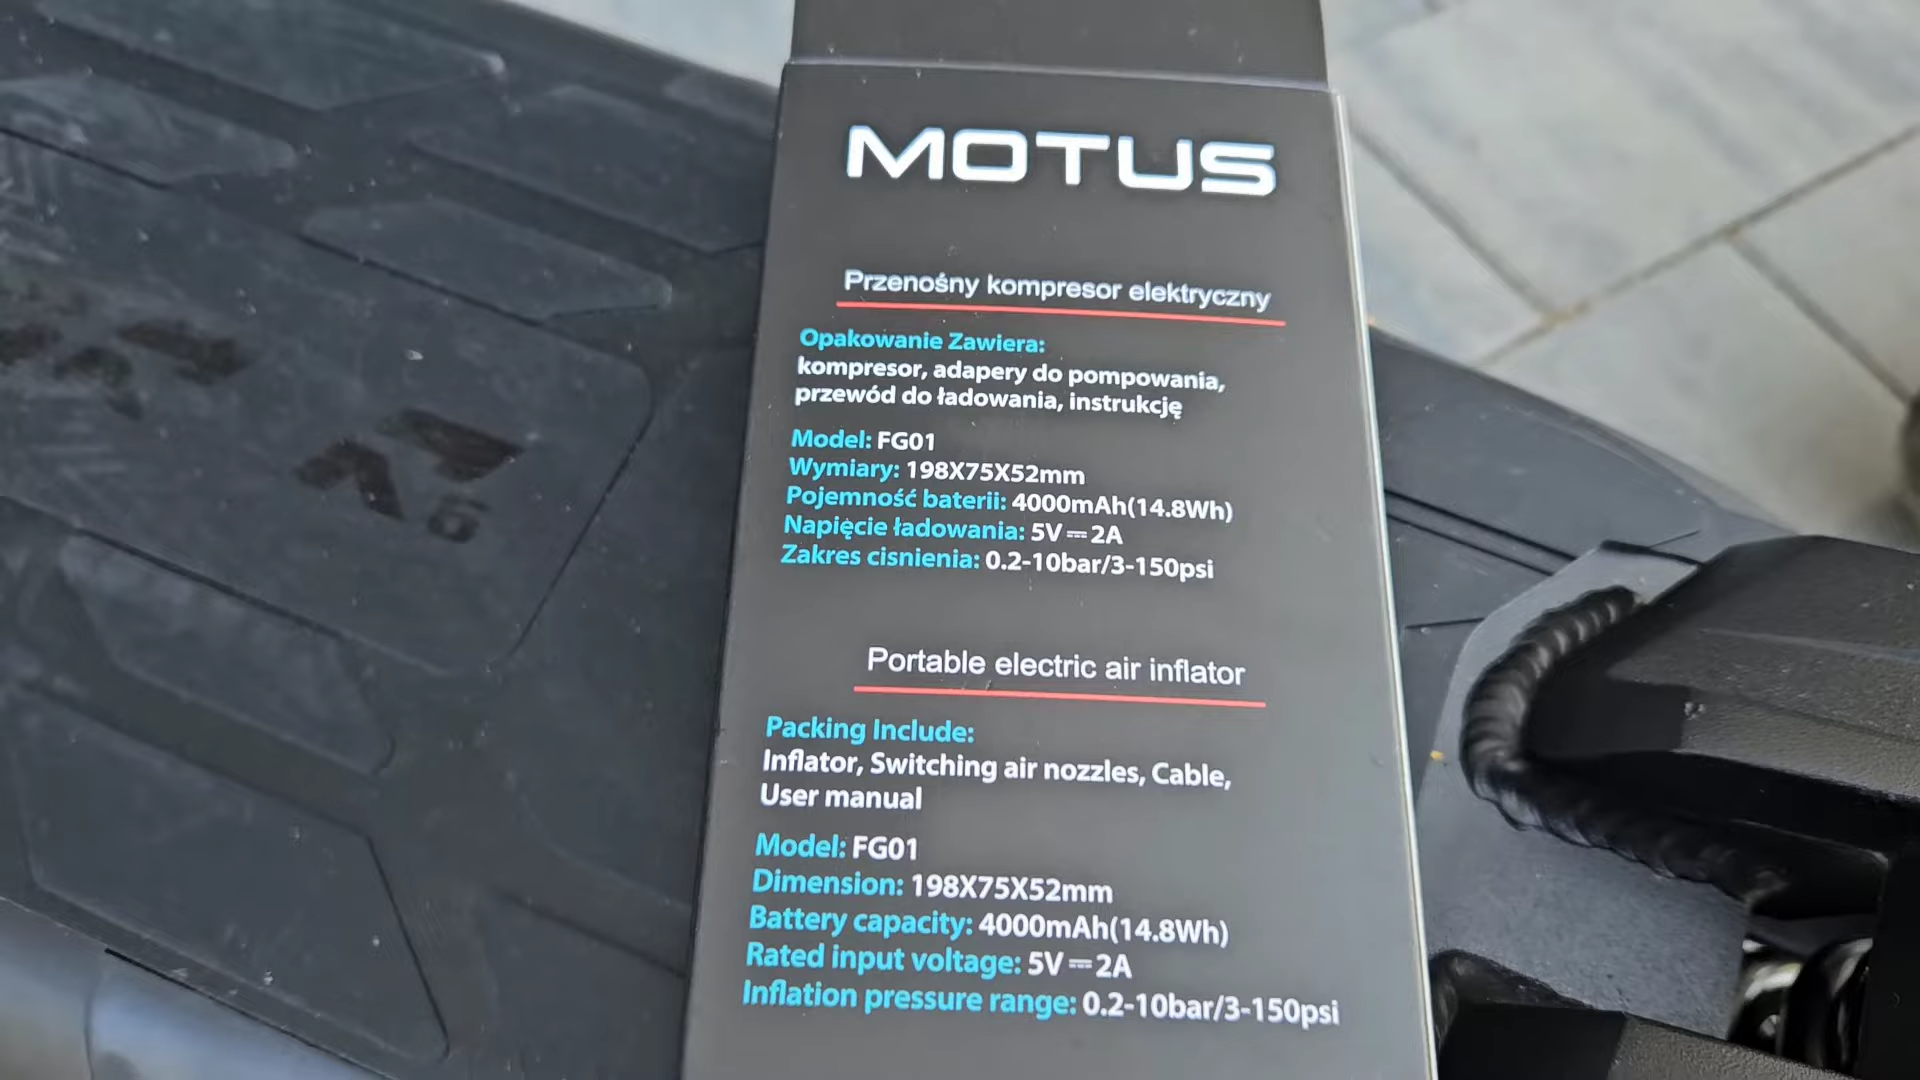 MOTUS
Przenośny kompresor elektryczny
Opakowanie Zawiera:
kompresor, adapery do pompowania,
przewód do ładowania, instrukcję
Model: FG01
Wymiary: 198X75X52mm
Pojemność baterii: 4000mAh(14.8Wh)
Napięcie ładowania: 5V⎓2A
Zakres cisnienia: 0.2-10bar/3-150psi
Portable electric air inflator
Packing Include:
Inflator, Switching air nozzles, Cable,
User manual
Model: FG01
Dimension: 198X75X52mm
Battery capacity: 4000mAh(14.8Wh)
Rated input voltage: 5V⎓2A
Inflation pressure range: 0.2-10bar/3-150psi